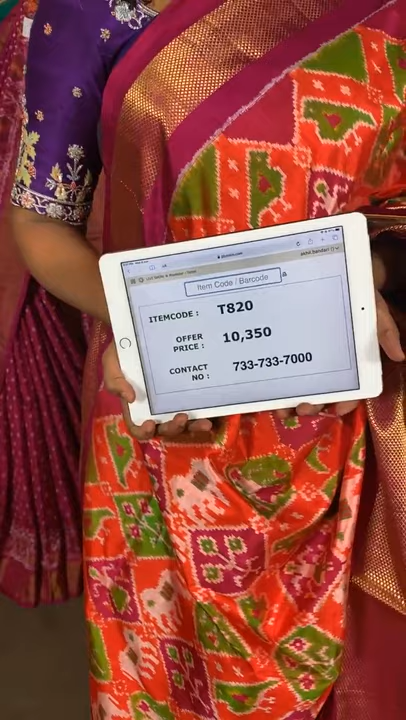 Item Code / Barcode
ITEMCODE : T820
OFFER PRICE : 10,350
CONTACT NO : 733-733-7000